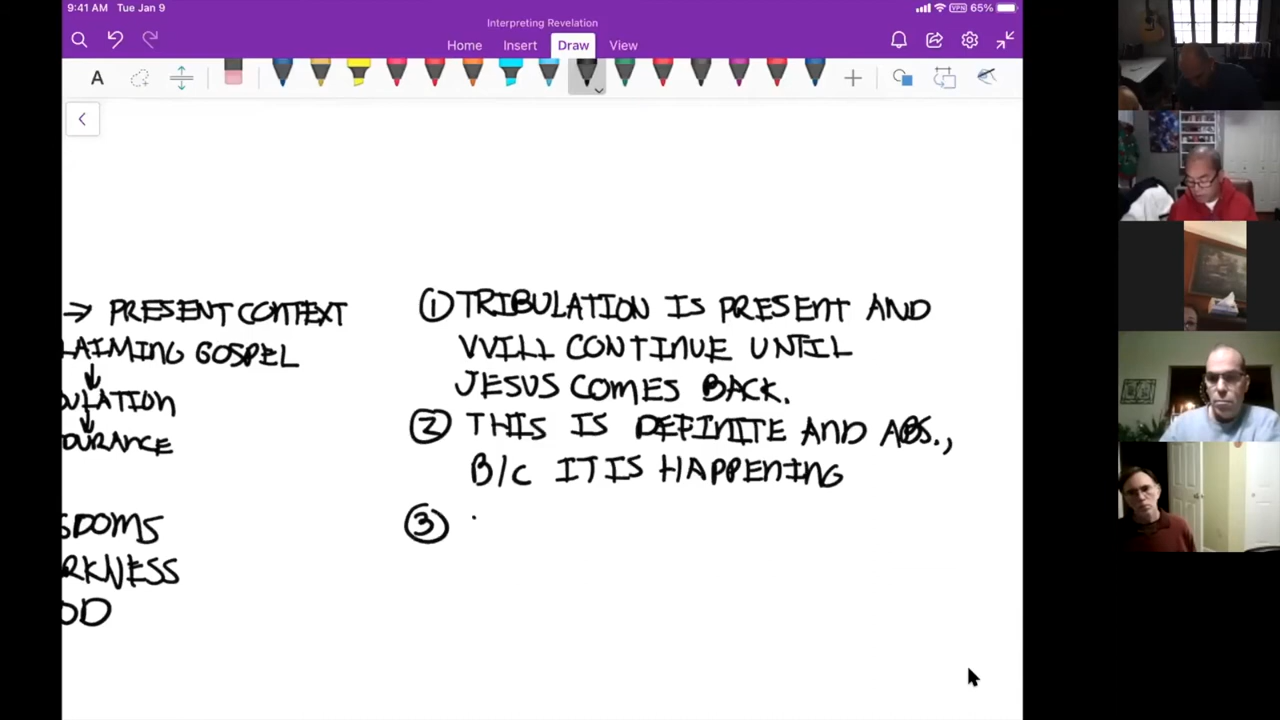 9:41 AM Tue Jan 9
VPN 65%
Interpreting Revelation
Home Insert Draw View
A
→ PRESENT CONTEXT
LAIMING GOSPEL
ULATION
DURANCE
SDOMS
RKNESS
OD
① TRIBULATION IS PRESENT AND
WILL CONTINUE UNTIL
JESUS COMES BACK.
② THIS IS DEFINITE AND ABS.,
B/C IT IS HAPPENING
③